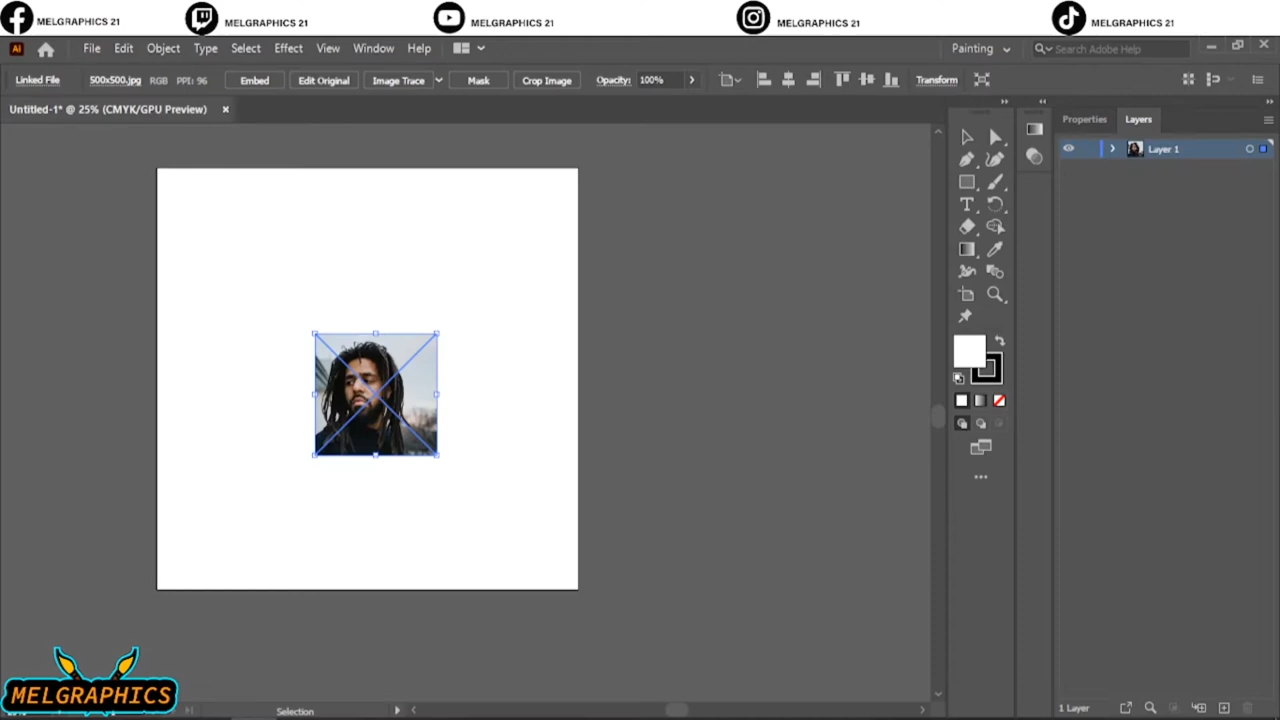 MELGRAPHICS 21 MELGRAPHICS 21 MELGRAPHICS 21 MELGRAPHICS 21 MELGRAPHICS 21
Ai File Edit Object Type Select Effect View Window Help Painting Search Adobe Help
Linked File 500x500.jpg RGB PPI: 96 Embed Edit Original Image Trace Mask Crop Image Opacity: 100% Transform
Untitled-1* @ 25% (CMYK/GPU Preview)
Properties Layers
Layer 1
MELGRAPHICS
Selection
1 Layer